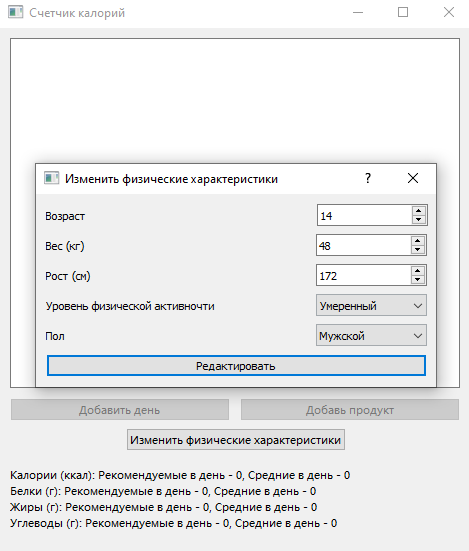 Счетчик калорий
Изменить физические характеристики
?
Возраст 14
Вес (кг) 48
Рост (см) 172
Уровень физической активночти Умеренный
Пол Мужской
Редактировать
Добавить день Добавь продукт
Изменить физические характеристики
Калории (ккал): Рекомендуемые в день - 0, Средние в день - 0
Белки (г): Рекомендуемые в день - 0, Средние в день - 0
Жиры (г): Рекомендуемые в день - 0, Средние в день - 0
Углеводы (г): Рекомендуемые в день - 0, Средние в день - 0